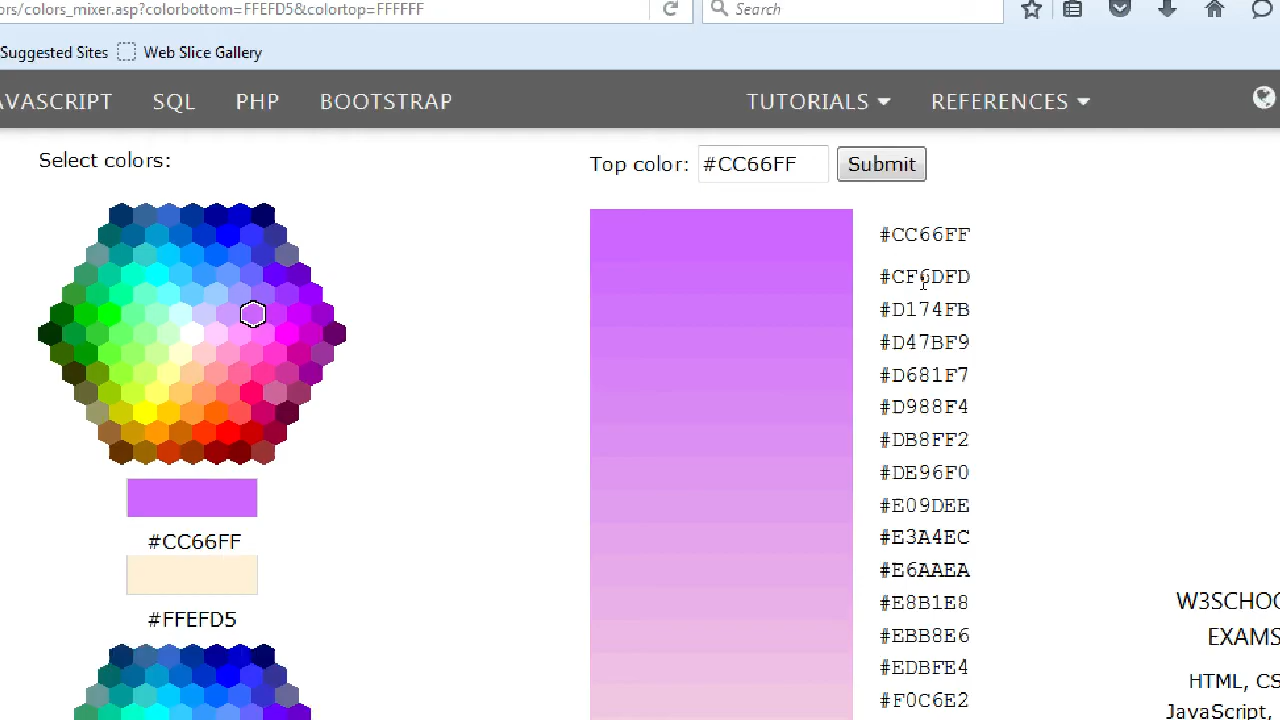 ors/colors_mixer.asp?colorbottom=FFEFD5&colortop=FFFFFF
Search
Suggested Sites
Web Slice Gallery
AVASCRIPT
SQL
PHP
BOOTSTRAP
TUTORIALS
REFERENCES
Select colors:
Top color: #CC66FF Submit
#CC66FF
#CF6DFD
#D174FB
#D47BF9
#D681F7
#D988F4
#DB8FF2
#DE96F0
#E09DEE
#E3A4EC
#E6AAEA
#E8B1E8
#EBB8E6
#EDBFE4
#F0C6E2
#CC66FF
#FFEFD5
W3SCHOO
EXAMS
HTML, CS
JavaScript,